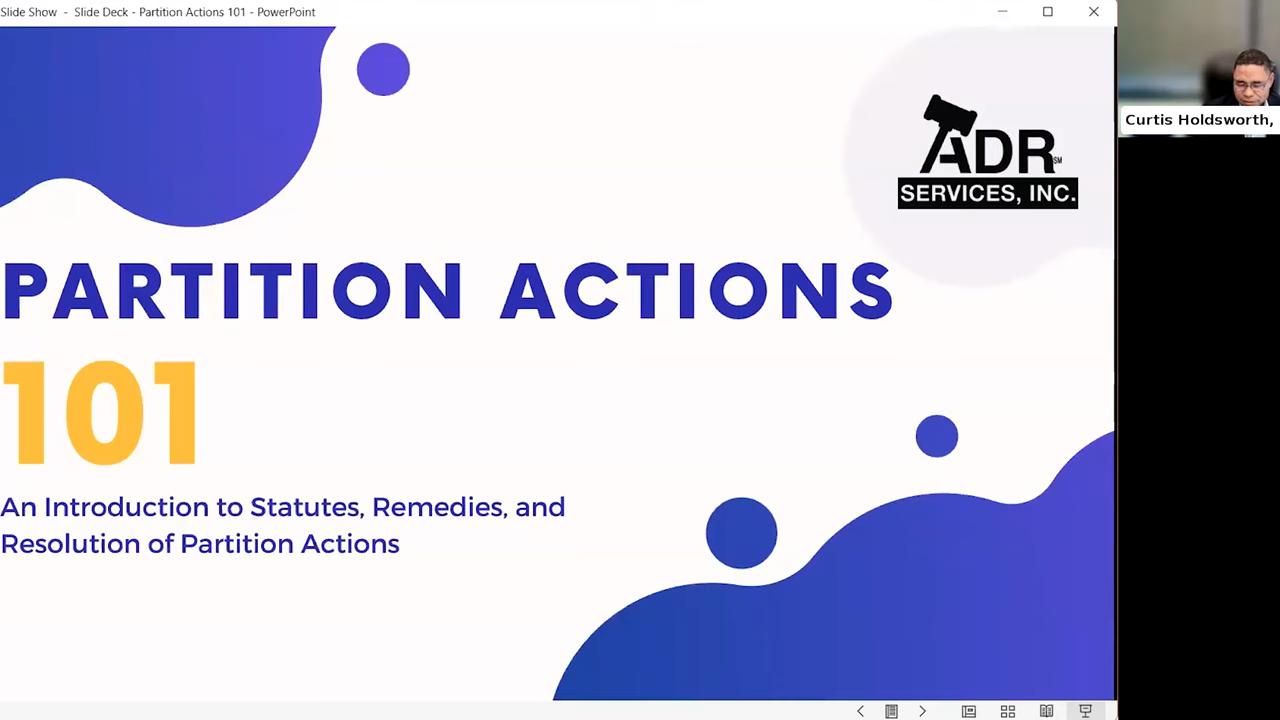 Slide Show - Slide Deck - Partition Actions 101 - PowerPoint
ADR SM
SERVICES, INC.
Curtis Holdsworth,
PARTITION ACTIONS
101
An Introduction to Statutes, Remedies, and
Resolution of Partition Actions